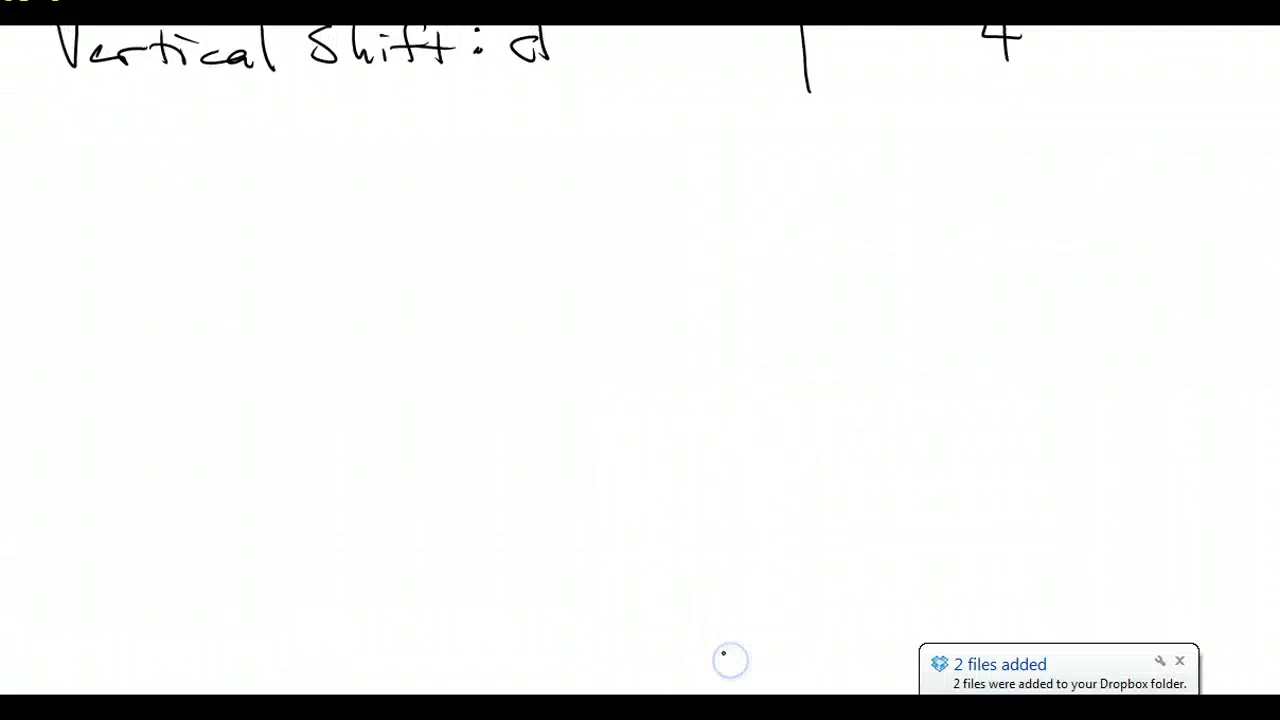 Vertical Shift: d 4
2 files added
2 files were added to your Dropbox folder.